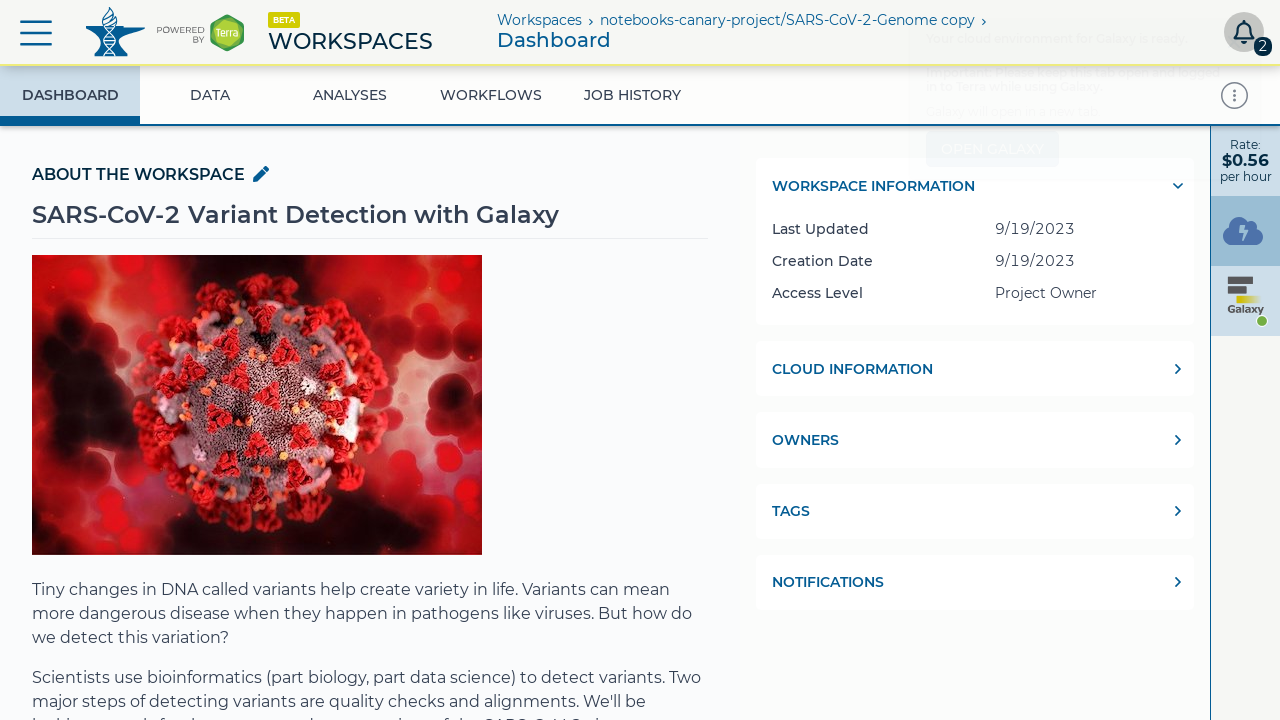 POWERED BY
Terra
BETA
WORKSPACES
Workspaces › notebooks-canary-project/SARS-CoV-2-Genome copy ›
Dashboard
2
Your cloud environment for Galaxy is ready.
Important: Please keep this tab open and logged
in to Terra while using Galaxy.
OPEN GALAXY
DASHBOARD
DATA
ANALYSES
WORKFLOWS
JOB HISTORY
Rate:
$0.56
per hour
Galaxy
ABOUT THE WORKSPACE
SARS-CoV-2 Variant Detection with Galaxy
Tiny changes in DNA called variants help create variety in life. Variants can mean
more dangerous disease when they happen in pathogens like viruses. But how do
we detect this variation?
Scientists use bioinformatics (part biology, part data science) to detect variants. Two
major steps of detecting variants are quality checks and alignments. We'll be
WORKSPACE INFORMATION
Last Updated 9/19/2023
Creation Date 9/19/2023
Access Level Project Owner
CLOUD INFORMATION
OWNERS
TAGS
NOTIFICATIONS